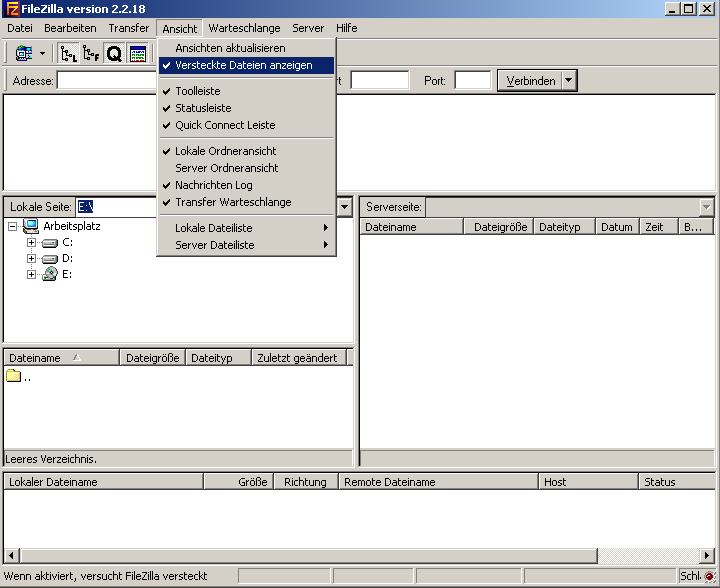 FileZilla version 2.2.18
Datei Bearbeiten Transfer Ansicht Warteschlange Server Hilfe
Ansichten aktualisieren
Versteckte Dateien anzeigen
Toolleiste
Statusleiste
Quick Connect Leiste
Lokale Ordneransicht
Server Ordneransicht
Nachrichten Log
Transfer Warteschlange
Lokale Dateiliste
Server Dateiliste
Adresse: Port: Verbinden
Lokale Seite: E:\
Arbeitsplatz
C:
D:
E:
Serverseite:
Dateiname Dateigröße Dateityp Datum Zeit B...
Dateiname Dateigröße Dateityp Zuletzt geändert
..
Leeres Verzeichnis.
Lokaler Dateiname Größe Richtung Remote Dateiname Host Status
Wenn aktiviert, versucht FileZilla versteckt